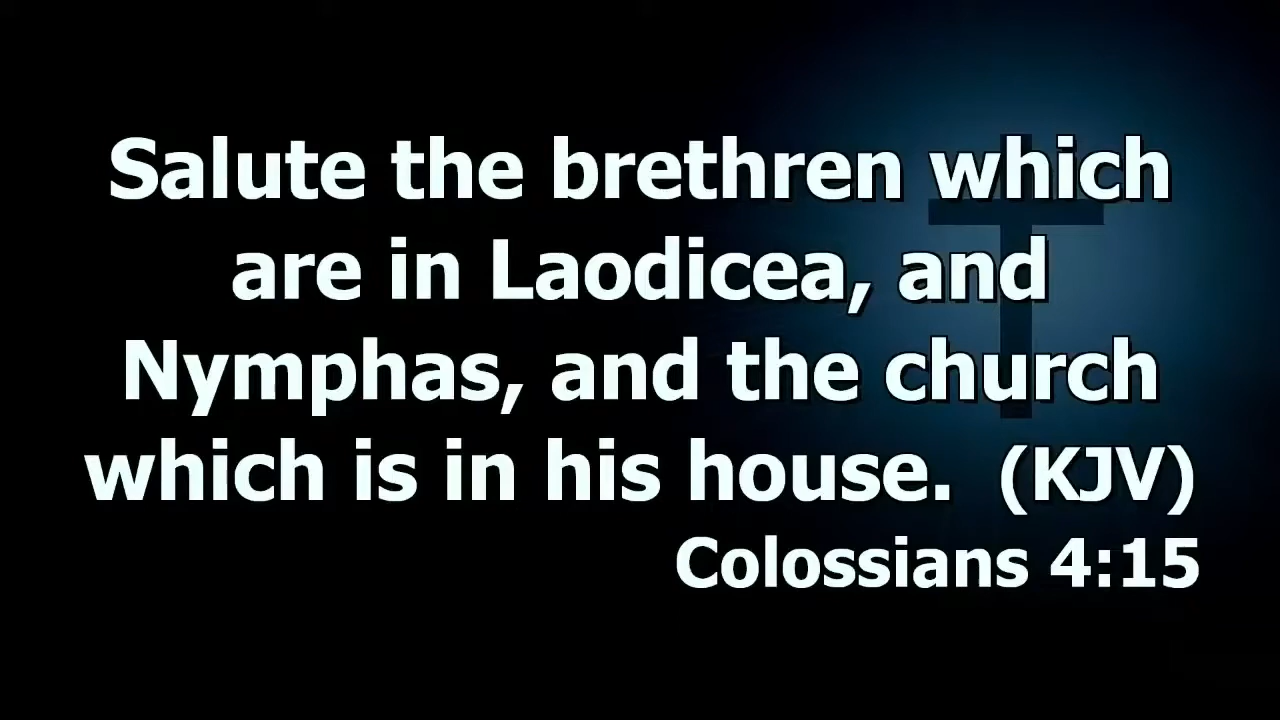 Salute the brethren which
are in Laodicea, and
Nymphas, and the church
which is in his house.  (KJV)
Colossians 4:15